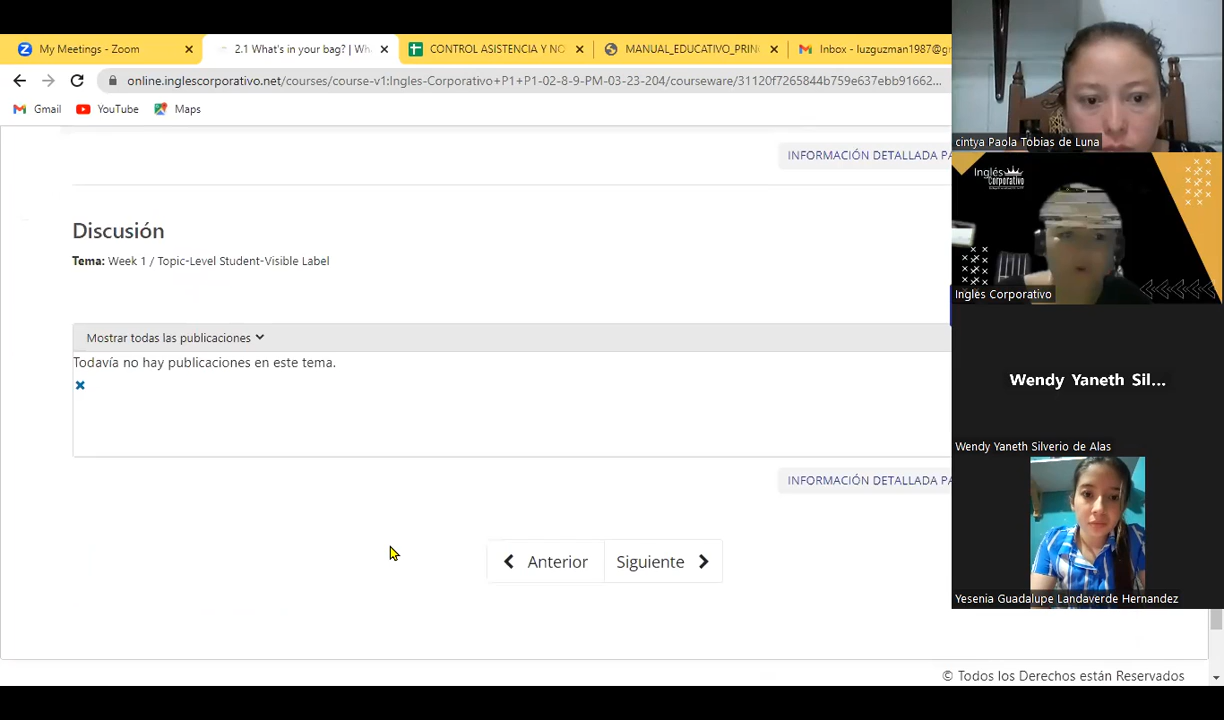 My Meetings - Zoom
2.1 What's in your bag? | Wha
CONTROL ASISTENCIA Y NO
MANUAL_EDUCATIVO_PRIN
Inbox - luzguzman1987@g
online.inglescorporativo.net/courses/course-v1:Ingles-Corporativo+P1+P1-02-8-9-PM-03-23-204/courseware/31120f7265844b759e637ebb91662...
Gmail
YouTube
Maps
INFORMACIÓN DETALLADA PA
Discusión
Tema: Week 1 / Topic-Level Student-Visible Label
Mostrar todas las publicaciones
Todavía no hay publicaciones en este tema.
INFORMACIÓN DETALLADA PA
Anterior
Siguiente
© Todos los Derechos están Reservados
cintya Paola Tobias de Luna
Inglés
Corporativo
Inglés Corporativo
Wendy Yaneth Sil...
Wendy Yaneth Silverio de Alas
Yesenia Guadalupe Landaverde Hernandez